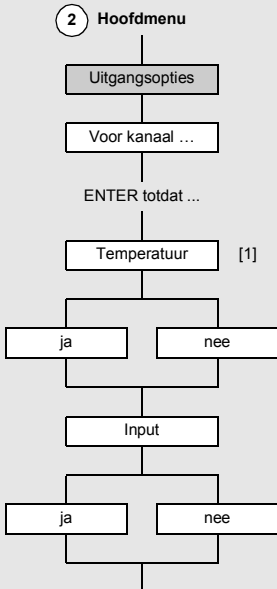 2 Hoofdmenu
Uitgangsopties
Voor kanaal ...
ENTER totdat ...
Temperatuur [1]
ja nee
Input
ja nee